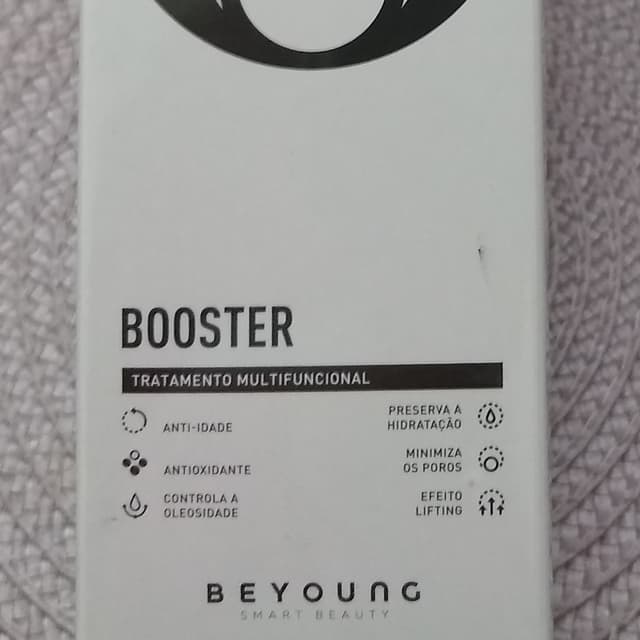 BOOSTER
TRATAMENTO MULTIFUNCIONAL
ANTI-IDADE
ANTIOXIDANTE
CONTROLA A
OLEOSIDADE
PRESERVA A
HIDRATAÇÃO
MINIMIZA
OS POROS
EFEITO
LIFTING
BEYOUNG
SMART BEAUTY